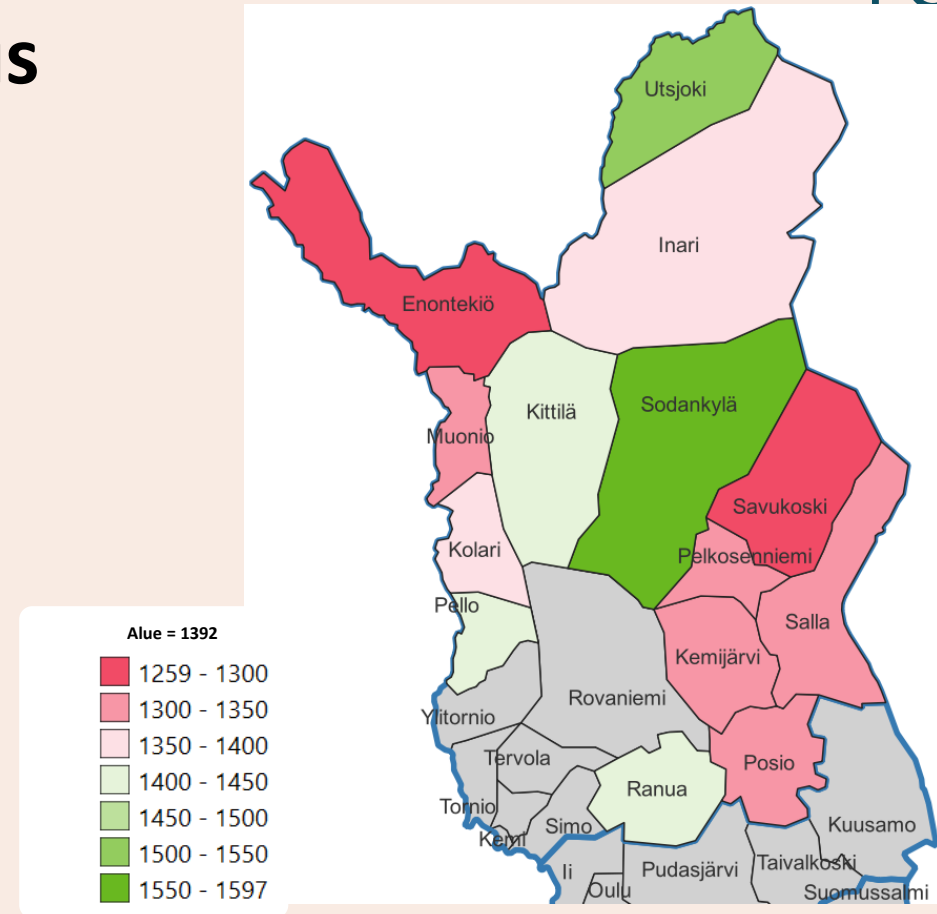 Utsjoki
Inari
Enontekiö
Kittilä
Sodankylä
Muonio
Savukoski
Kolari
Pelkosenniemi
Pello
Salla
Kemijärvi
Rovaniemi
Ylitornio
Tervola
Posio
Ranua
Tornio
Simo
Kuusamo
Kemi
Ii
Pudasjärvi
Taivalkoski
Oulu
Suomussalmi
Alue = 1392
1259 - 1300
1300 - 1350
1350 - 1400
1400 - 1450
1450 - 1500
1500 - 1550
1550 - 1597